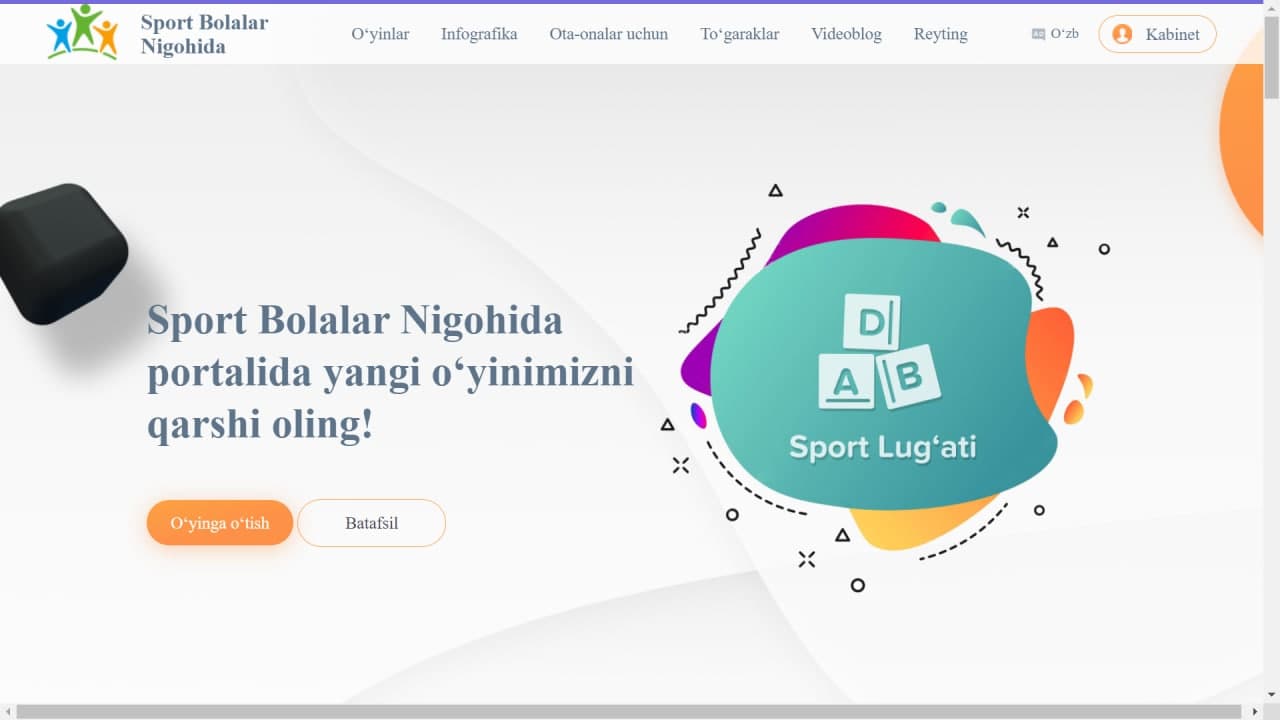 Sport Bolalar
Nigohida
O‘yinlar
Infografika
Ota-onalar uchun
To‘garaklar
Videoblog
Reyting
O‘zb
Kabinet
Sport Bolalar Nigohida
portalida yangi o‘yinimizni
qarshi oling!
O‘yinga o‘tish
Batafsil
D
A B
Sport Lug‘ati